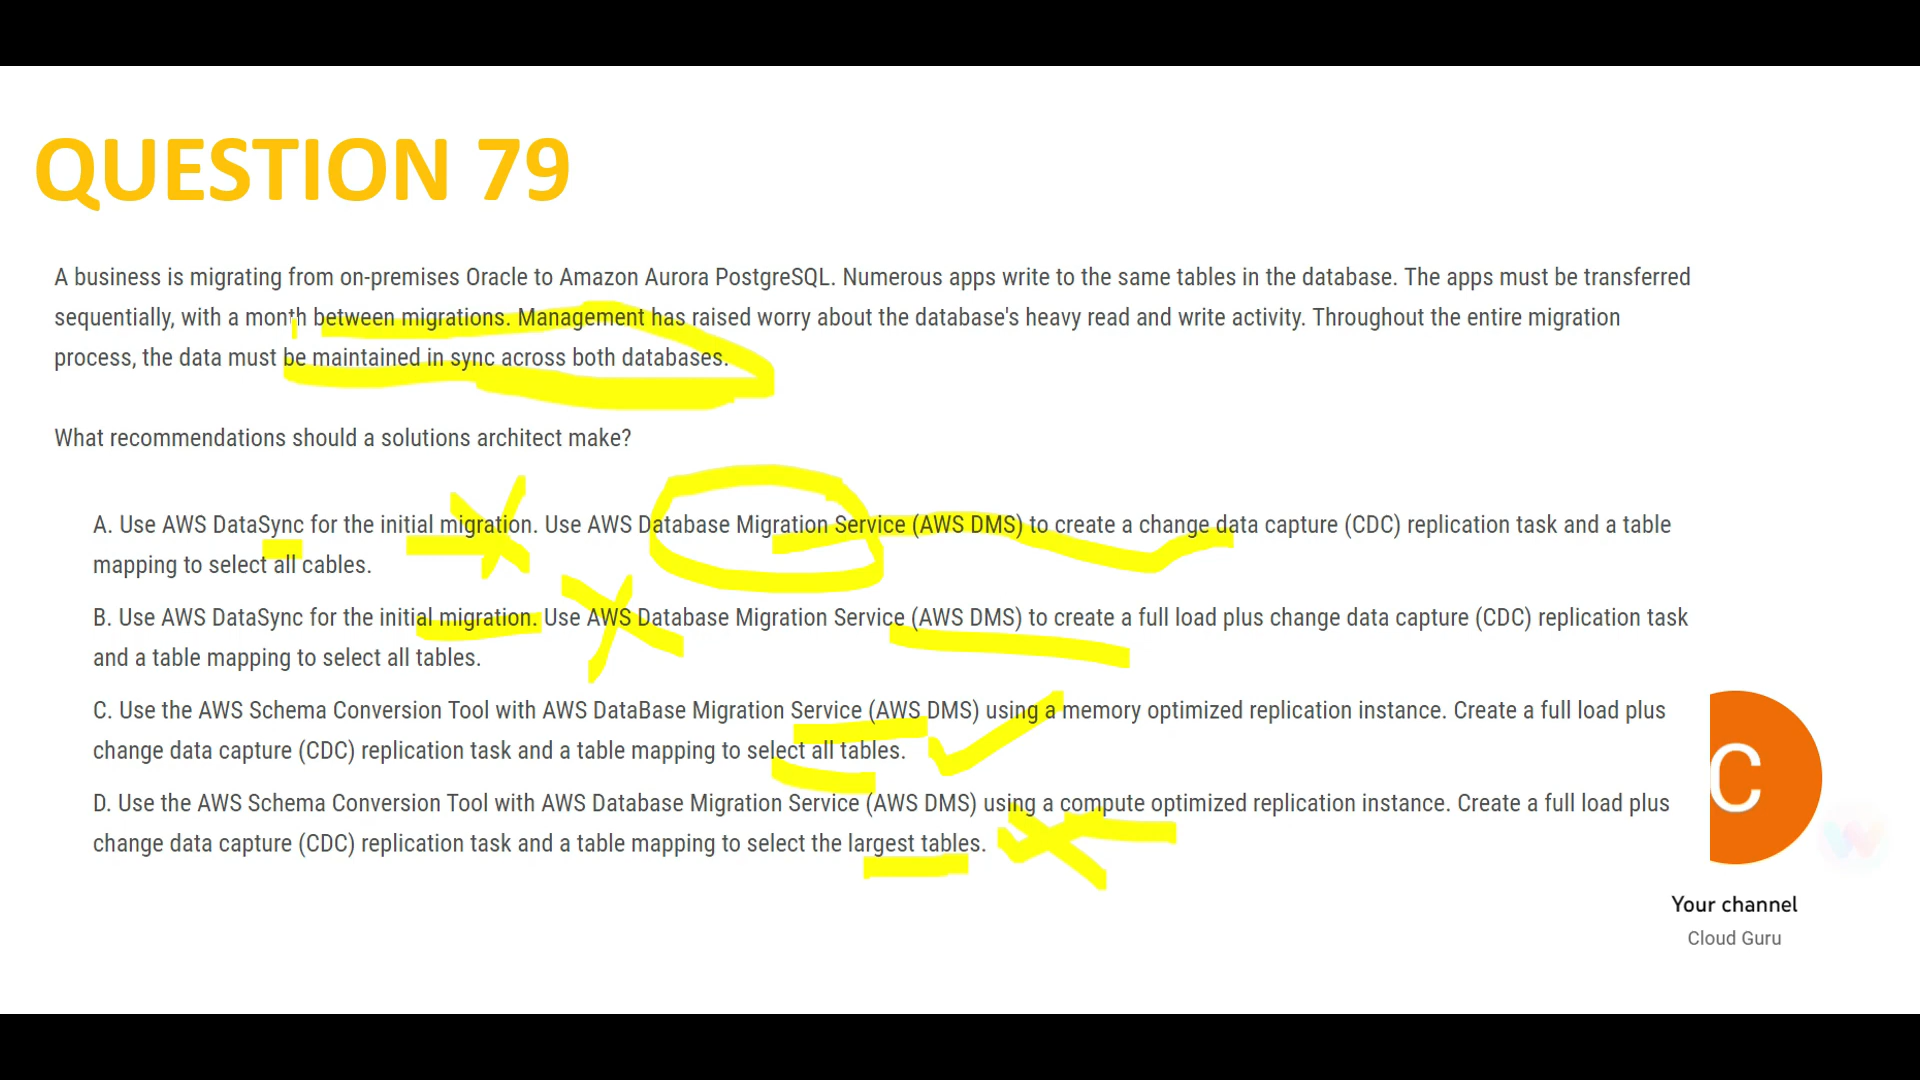 QUESTION 79
A business is migrating from on-premises Oracle to Amazon Aurora PostgreSQL. Numerous apps write to the same tables in the database. The apps must be transferred
sequentially, with a month between migrations. Management has raised worry about the database's heavy read and write activity. Throughout the entire migration
process, the data must be maintained in sync across both databases.
What recommendations should a solutions architect make?
A. Use AWS DataSync for the initial migration. Use AWS Database Migration Service (AWS DMS) to create a change data capture (CDC) replication task and a table
mapping to select all cables.
B. Use AWS DataSync for the initial migration. Use AWS Database Migration Service (AWS DMS) to create a full load plus change data capture (CDC) replication task
and a table mapping to select all tables.
C. Use the AWS Schema Conversion Tool with AWS DataBase Migration Service (AWS DMS) using a memory optimized replication instance. Create a full load plus
change data capture (CDC) replication task and a table mapping to select all tables.
D. Use the AWS Schema Conversion Tool with AWS Database Migration Service (AWS DMS) using a compute optimized replication instance. Create a full load plus
change data capture (CDC) replication task and a table mapping to select the largest tables.
C
Your channel
Cloud Guru